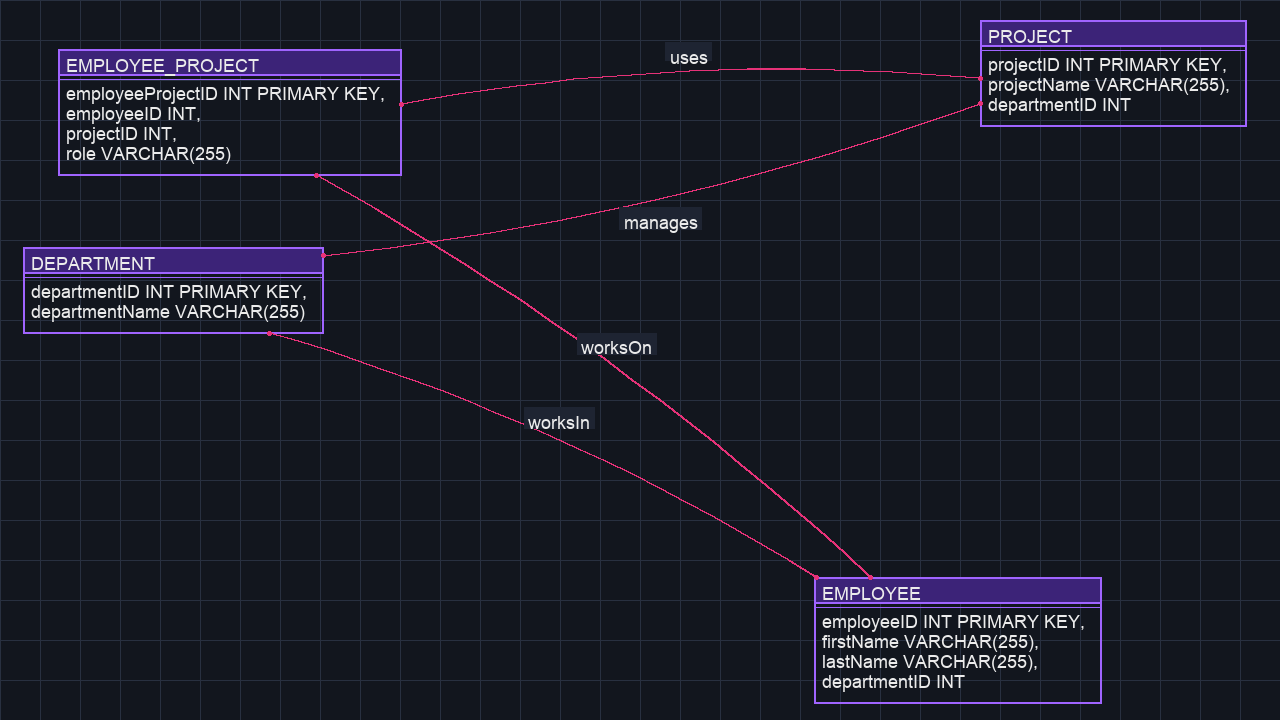 EMPLOYEE_PROJECT
employeeProjectID INT PRIMARY KEY,
employeeID INT,
projectID INT,
role VARCHAR(255)
uses
PROJECT
projectID INT PRIMARY KEY,
projectName VARCHAR(255),
departmentID INT
manages
DEPARTMENT
departmentID INT PRIMARY KEY,
departmentName VARCHAR(255)
worksOn
worksIn
EMPLOYEE
employeeID INT PRIMARY KEY,
firstName VARCHAR(255),
lastName VARCHAR(255),
departmentID INT